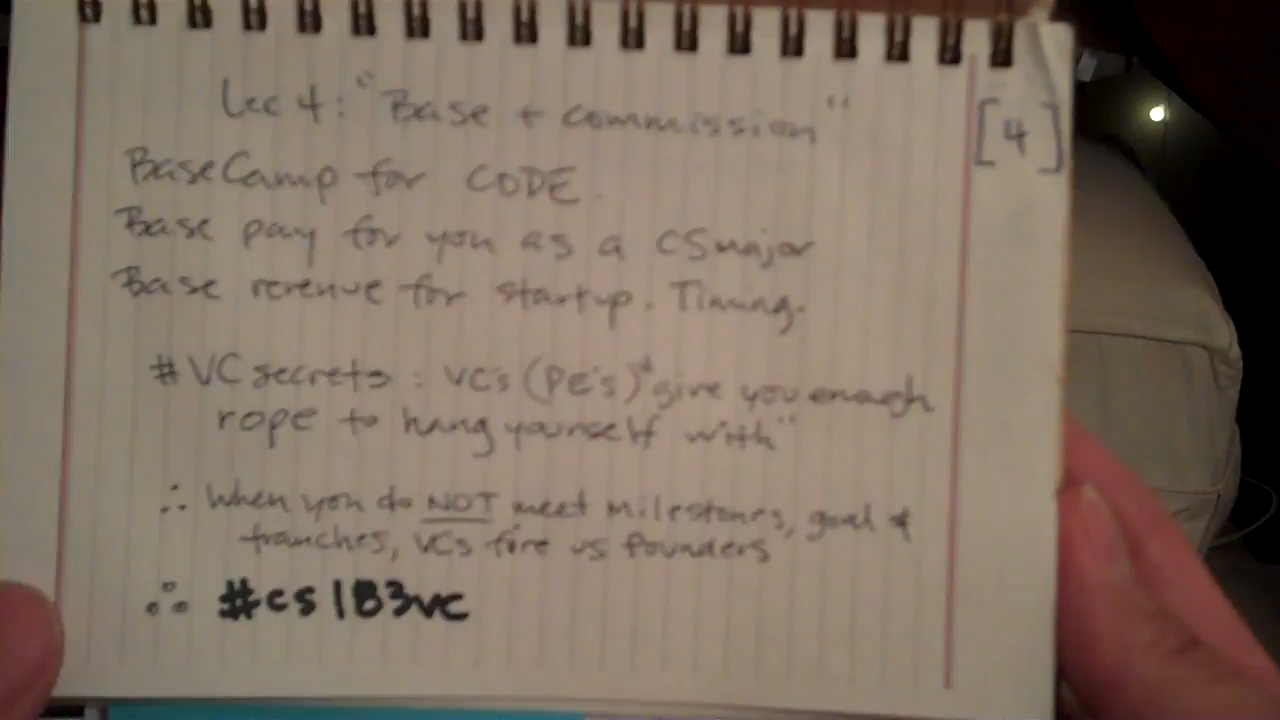 Lec 4: "Base + commission"
[4]
BaseCamp for CODE.
Base pay for you as a CS major
Base revenue for startup. Timing.
# VC secrets: VC's (PE's) "give you enough
rope to hang yourself with"
∴ When you do NOT meet milestones, goal &
tranches, VCs fire us founders
∴ #cs183vc